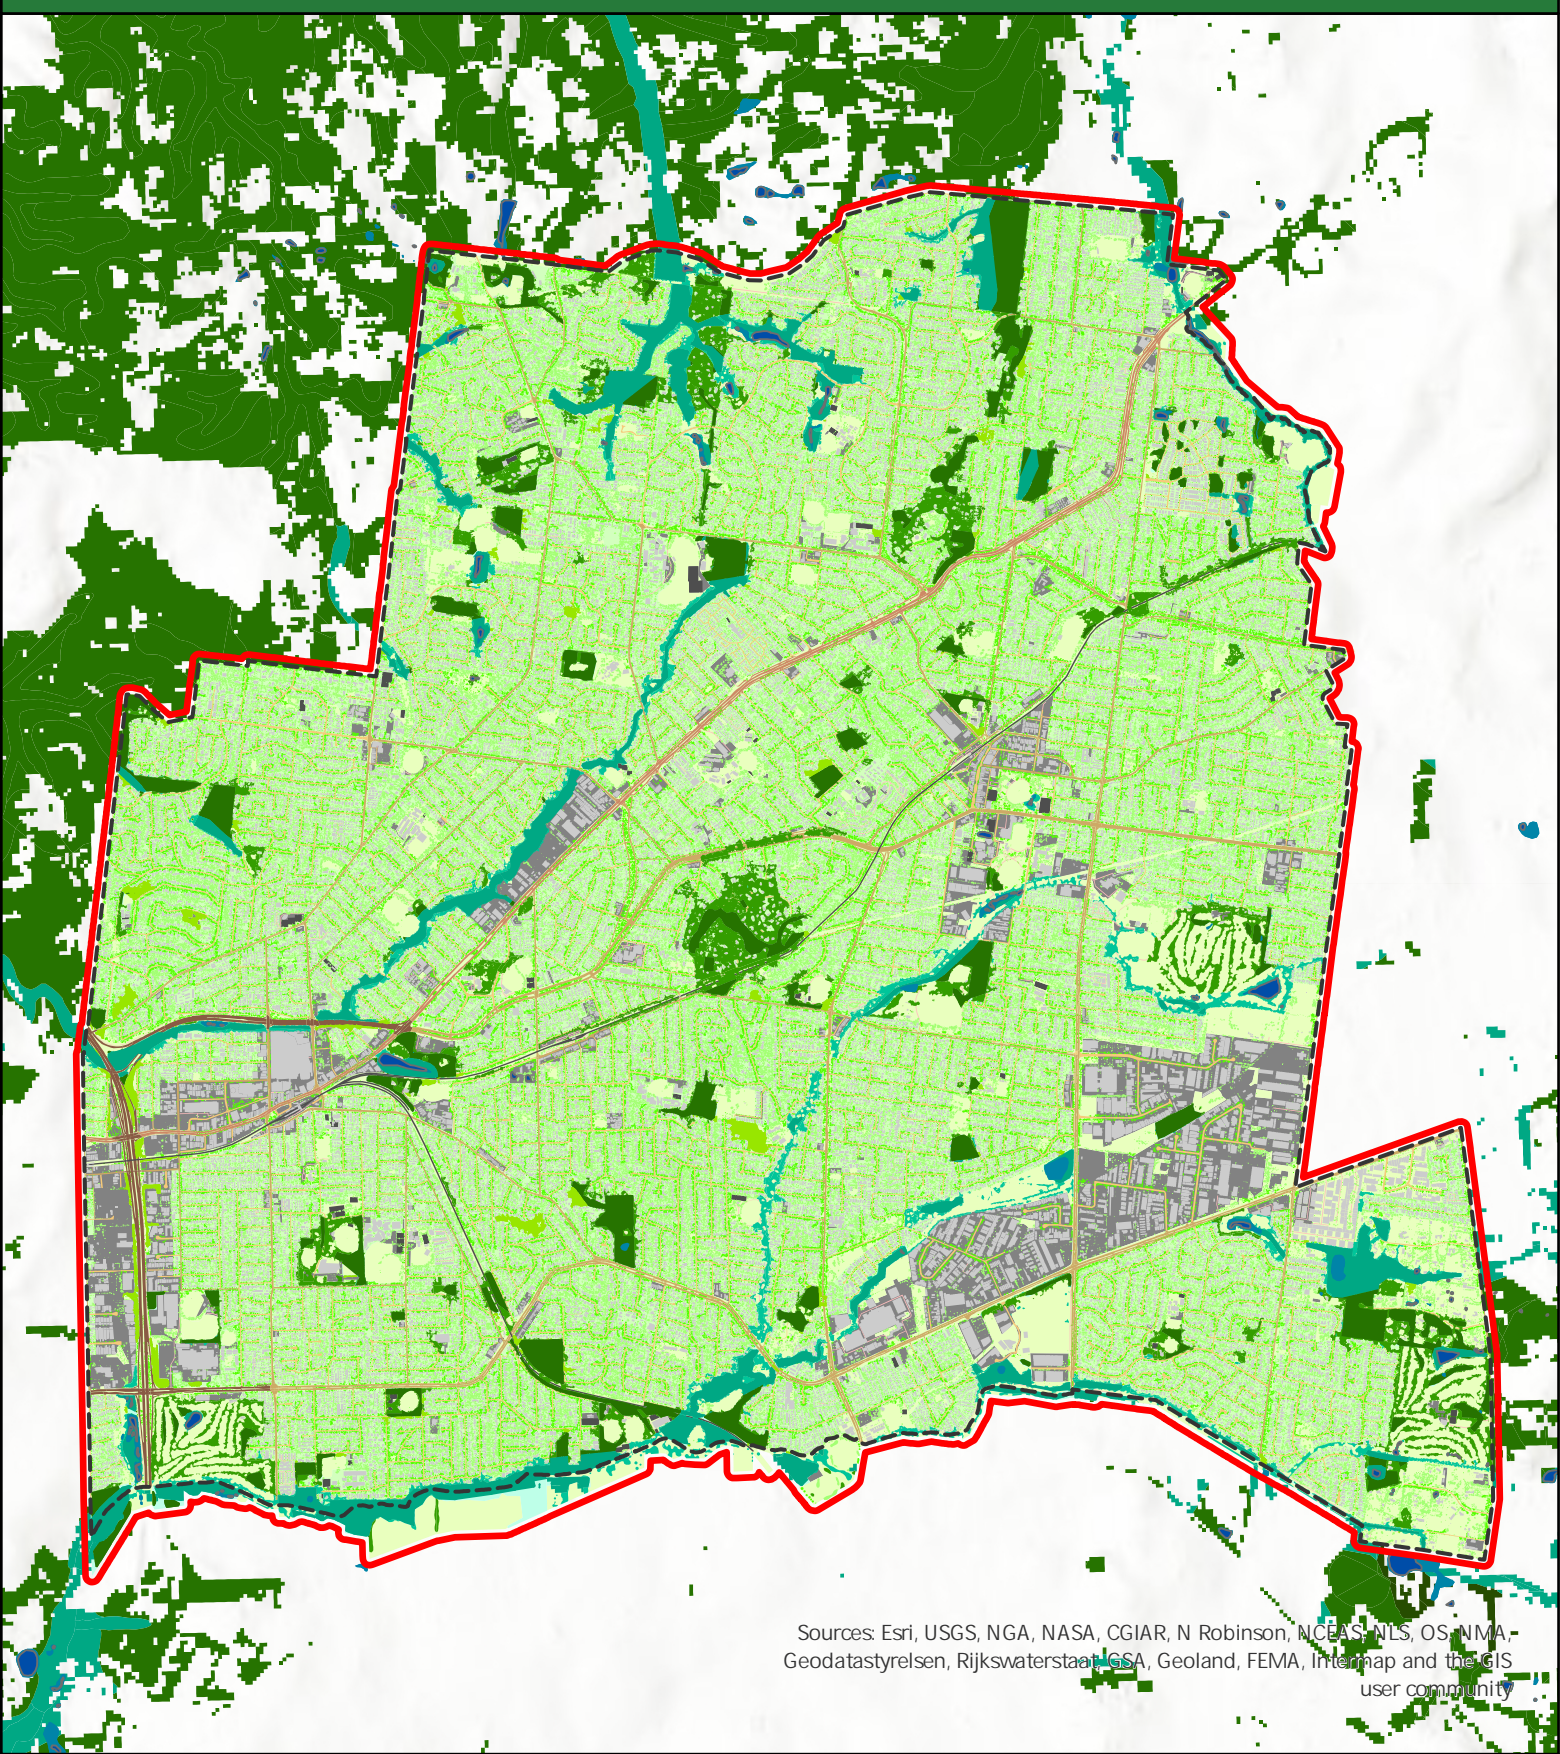 Sources: Esri, USGS, NGA, NASA, CGIAR, N Robinson, NCEAS, NLS, OS, NMA,
Geodatastyrelsen, Rijkswaterstaat, GSA, Geoland, FEMA, Intermap and the GIS
user community